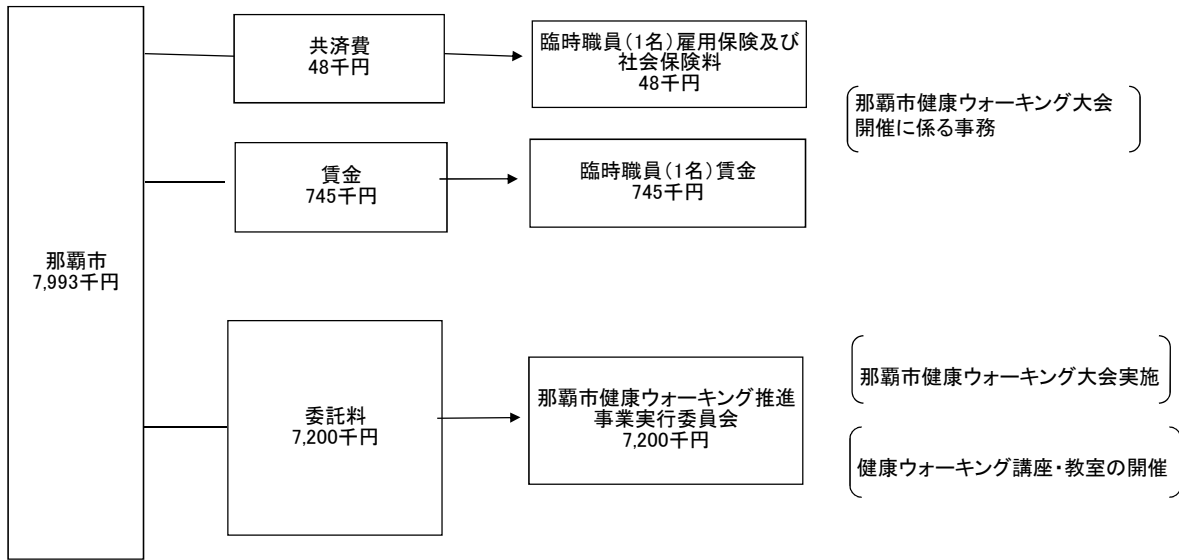 那覇市
7,993千円
共済費
48千円
臨時職員(1名)雇用保険及び
社会保険料
48千円
那覇市健康ウォーキング大会
開催に係る事務
賃金
745千円
臨時職員(1名)賃金
745千円
委託料
7,200千円
那覇市健康ウォーキング推進
事業実行委員会
7,200千円
那覇市健康ウォーキング大会実施
健康ウォーキング講座・教室の開催